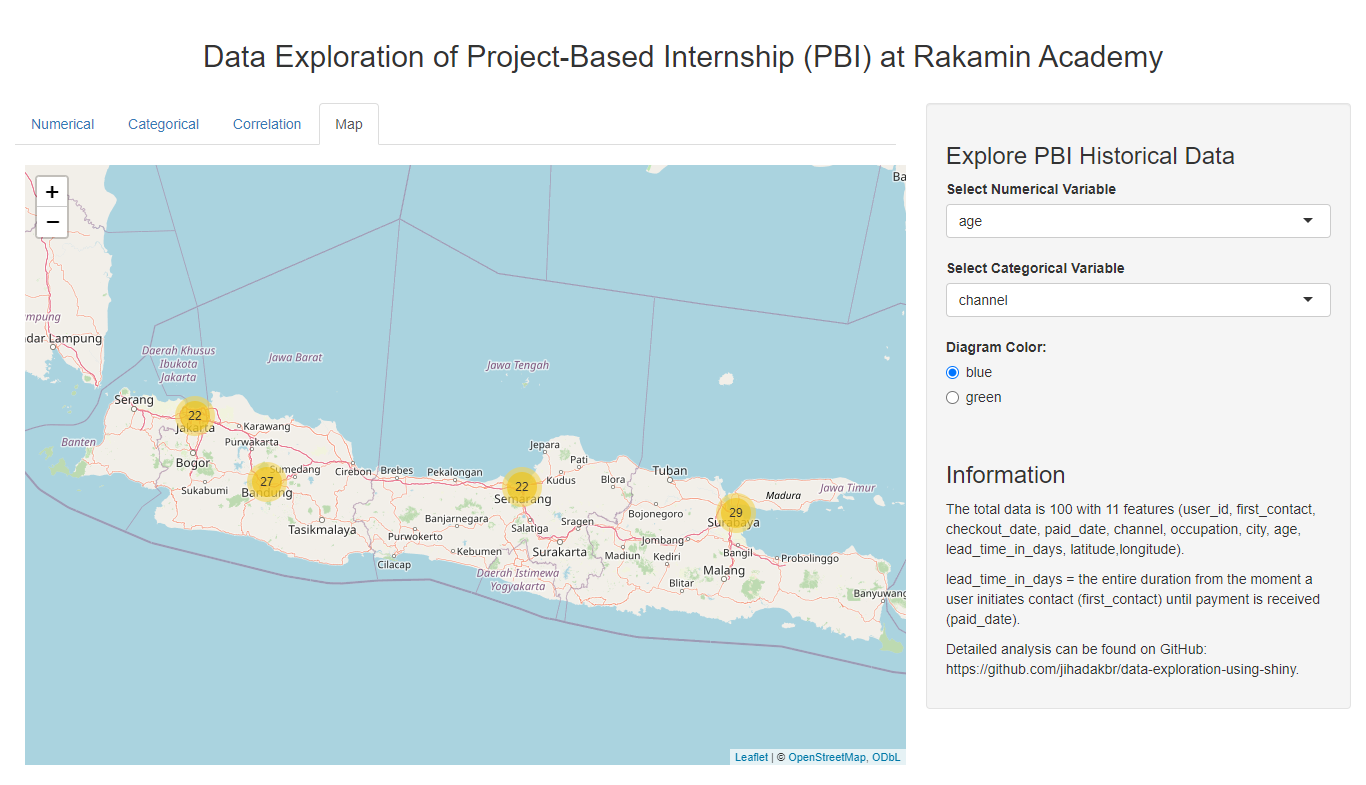 Data Exploration of Project-Based Internship (PBI) at Rakamin Academy
Numerical
Categorical
Correlation
Map
+
−
Ba
ampung
dar Lampung
Daerah Khusus
Ibukota
Jakarta
Jawa Barat
Jawa Tengah
Serang
22
Jakarta
Karawang
Banten
Purwakarta
Bogor
Sumedang
27
Bandung
Sukabumi
Cirebon
Brebes
Pekalongan
Tasikmalaya
Jepara
Pati
Kudus
22
Semarang
Blora
Tuban
Madura
Jawa Timur
29
Surabaya
Bojonegoro
Banjarnegara
Salatiga
Sragen
Purwokerto
Jombang
Kebumen
Surakarta
Madiun
Kediri
Bangil
Probolinggo
Cilacap
Daerah Istimewa
Yogyakarta
Malang
Blitar
Banyuwang
Leaflet | © OpenStreetMap, ODbL
Explore PBI Historical Data
Select Numerical Variable
age
Select Categorical Variable
channel
Diagram Color:
blue
green
Information
The total data is 100 with 11 features (user_id, first_contact,
checkout_date, paid_date, channel, occupation, city, age,
lead_time_in_days, latitude,longitude).
lead_time_in_days = the entire duration from the moment a
user initiates contact (first_contact) until payment is received
(paid_date).
Detailed analysis can be found on GitHub:
https://github.com/jihadakbr/data-exploration-using-shiny.